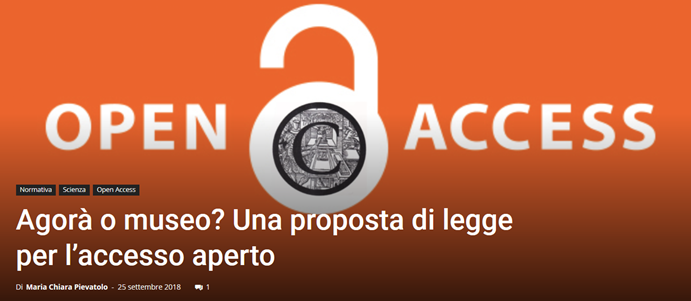 OPEN ACCESS
C
Normativa Scienza Open Access
Agorà o museo? Una proposta di legge
per l’accesso aperto
Di Maria Chiara Pievatolo - 25 settembre 2018 1